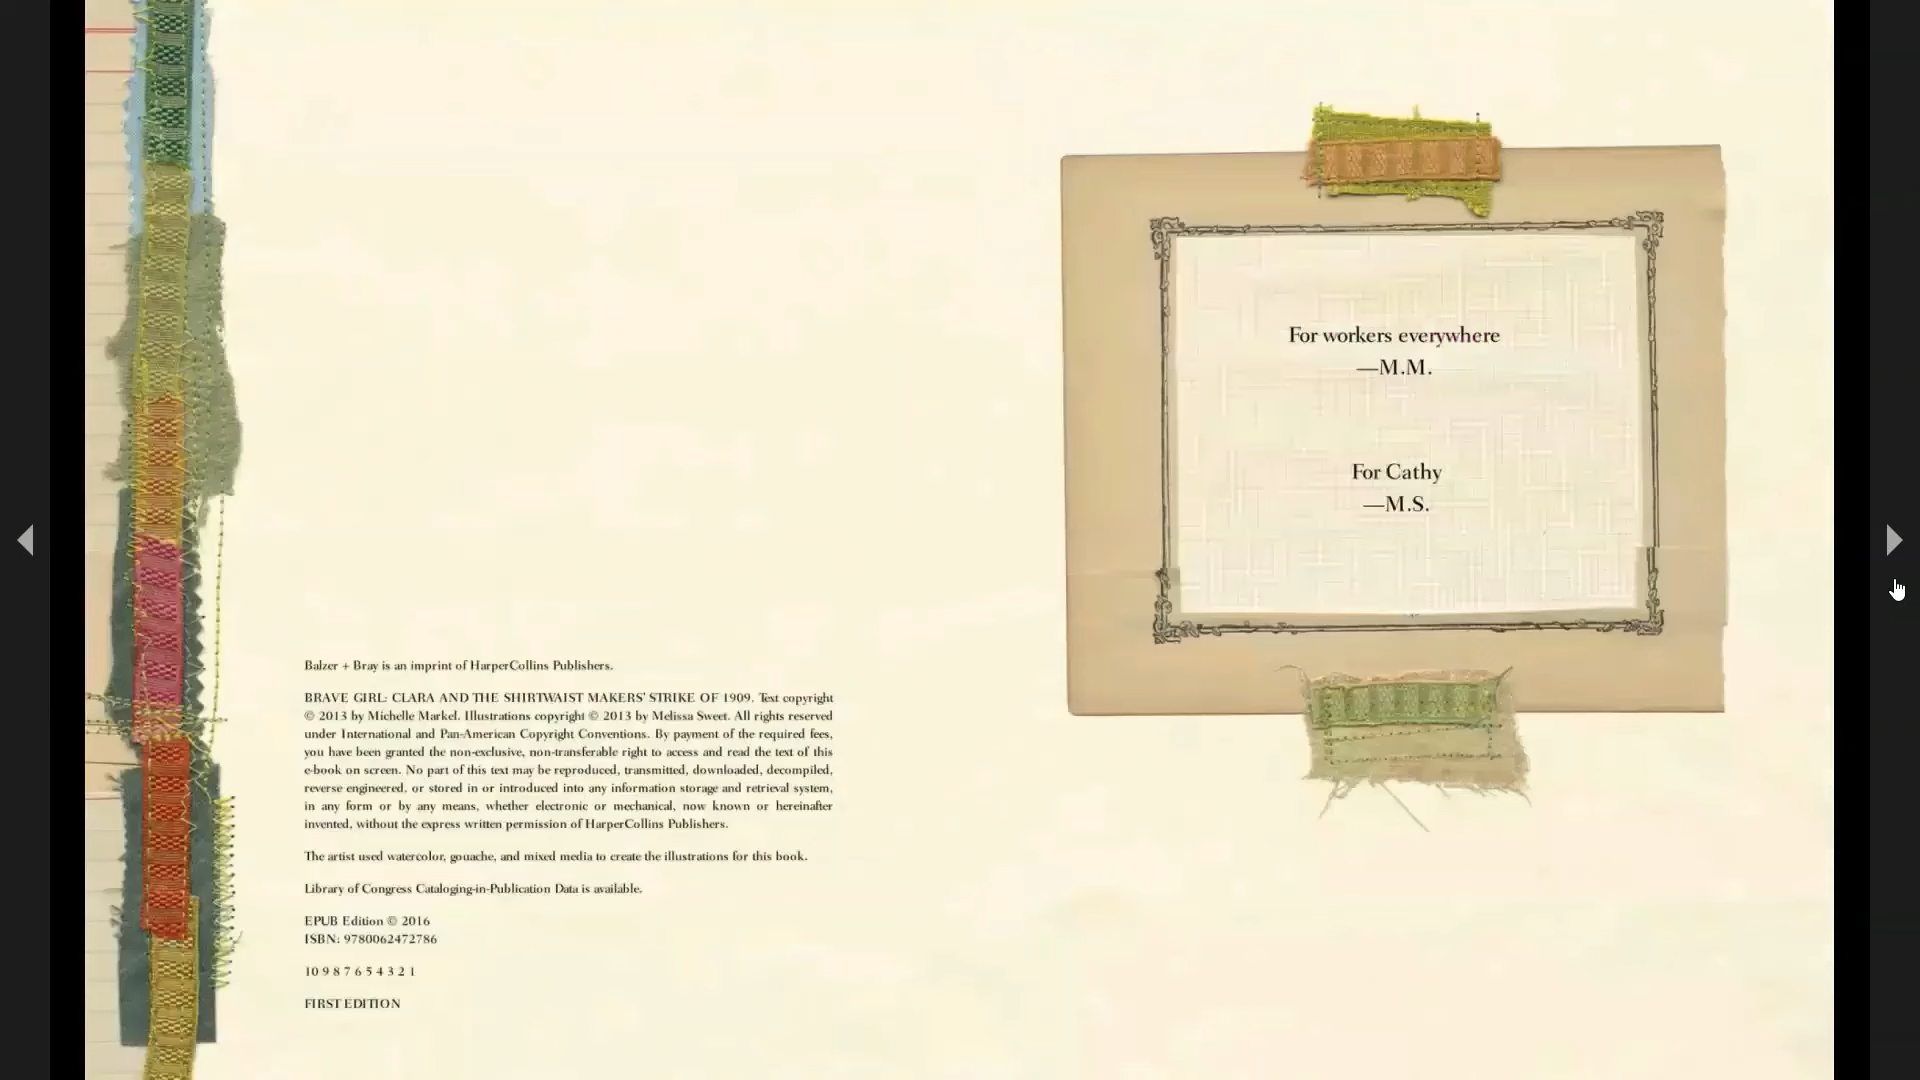 Balzer + Bray is an imprint of HarperCollins Publishers.
BRAVE GIRL: CLARA AND THE SHIRTWAIST MAKERS' STRIKE OF 1909. Text copyright
© 2013 by Michelle Markel. Illustrations copyright © 2013 by Melissa Sweet. All rights reserved
under International and Pan-American Copyright Conventions. By payment of the required fees,
you have been granted the non-exclusive, non-transferable right to access and read the text of this
e-book on screen. No part of this text may be reproduced, transmitted, downloaded, decompiled,
reverse engineered, or stored in or introduced into any information storage and retrieval system,
in any form or by any means, whether electronic or mechanical, now known or hereinafter
invented, without the express written permission of HarperCollins Publishers.
The artist used watercolor, gouache, and mixed media to create the illustrations for this book.
Library of Congress Cataloging-in-Publication Data is available.
EPUB Edition © 2016
ISBN: 9780062472786
10 9 8 7 6 5 4 3 2 1
FIRST EDITION
For workers everywhere
—M.M.
For Cathy
—M.S.